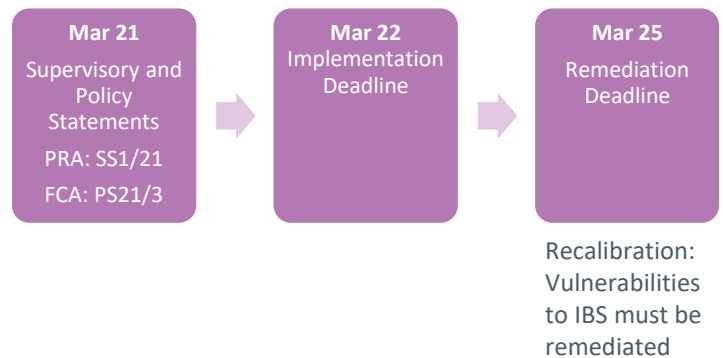 Mar 21
Supervisory and
Policy
Statements
PRA: SS1/21
FCA: PS21/3
Mar 22
Implementation
Deadline
Mar 25
Remediation
Deadline
Recalibration:
Vulnerabilities
to IBS must be
remediated